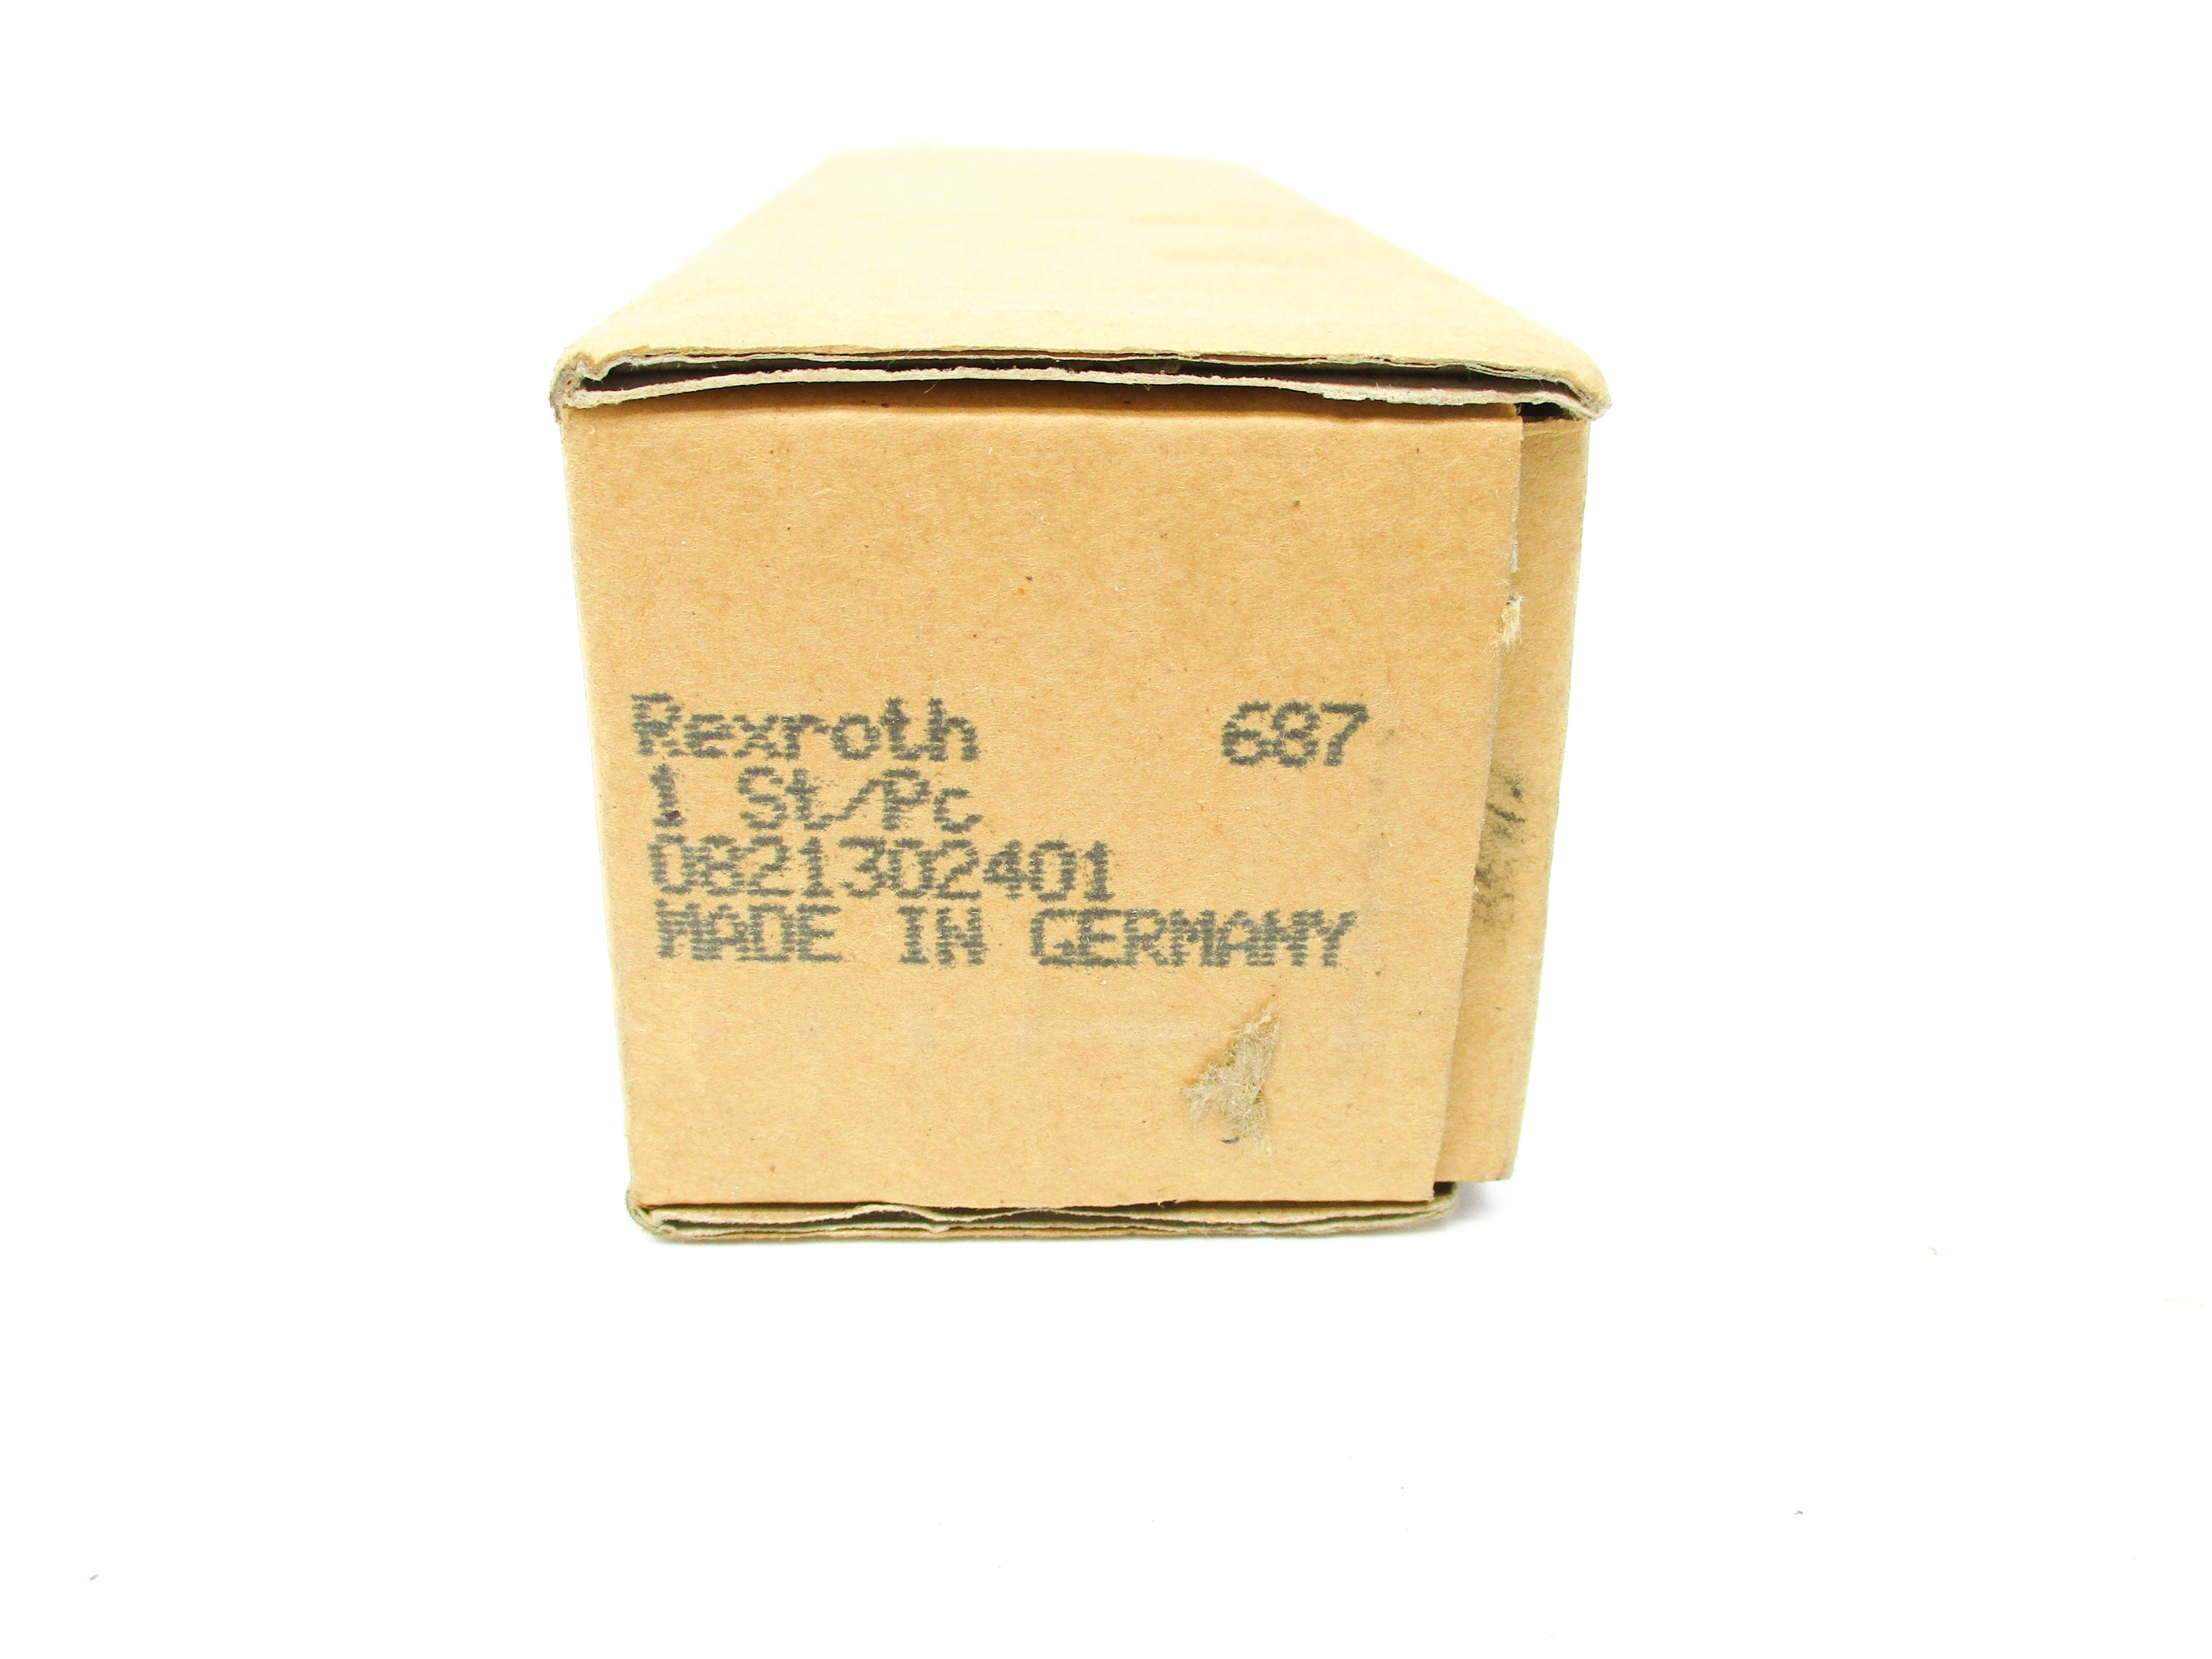 Rexroth 687
1 St/Pc
0821302401
MADE IN GERMANY